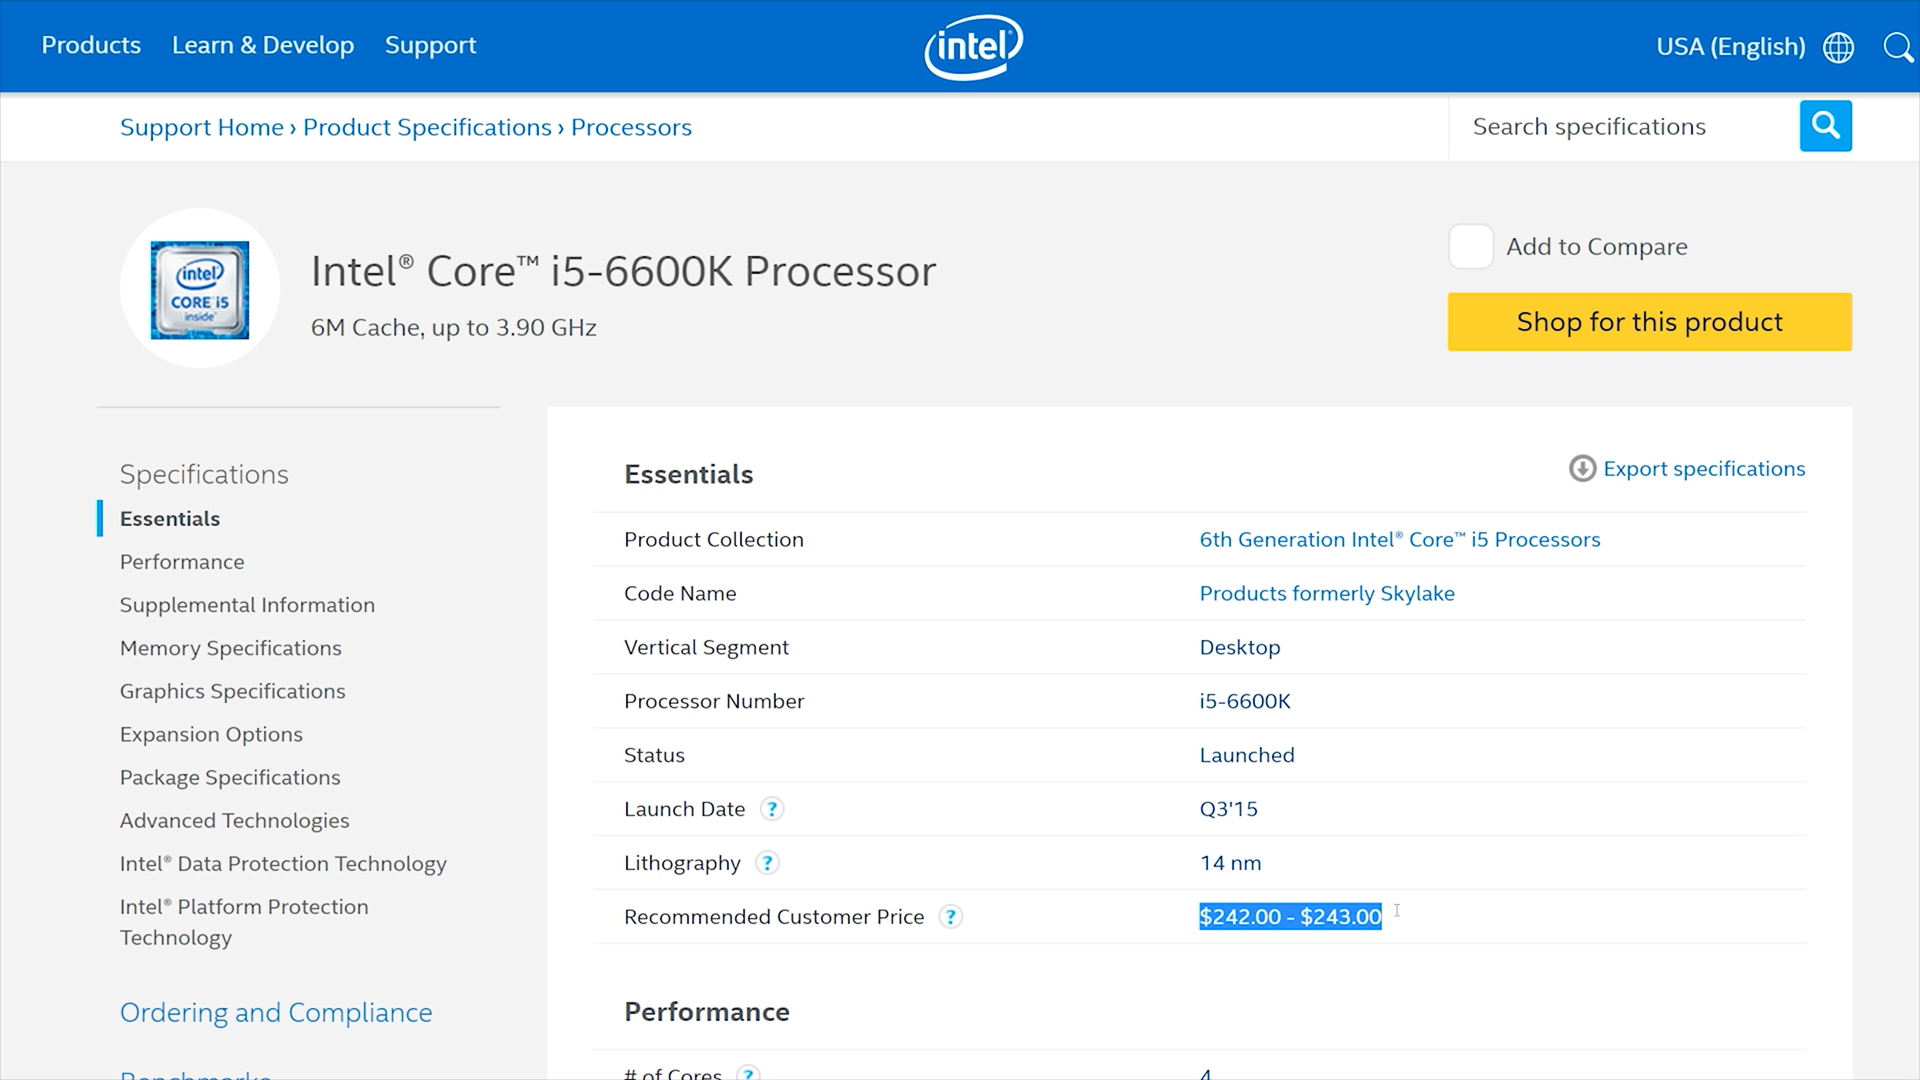 Products Learn & Develop Support
intel
USA (English)
Support Home › Product Specifications › Processors
Search specifications
intel®
CORE™i5
inside™
Intel® Core™ i5-6600K Processor
6M Cache, up to 3.90 GHz
Add to Compare
Shop for this product
Specifications
Essentials
Performance
Supplemental Information
Memory Specifications
Graphics Specifications
Expansion Options
Package Specifications
Advanced Technologies
Intel® Data Protection Technology
Intel® Platform Protection
Technology
Ordering and Compliance
Benchmarks
Essentials
Export specifications
Product Collection 6th Generation Intel® Core™ i5 Processors
Code Name Products formerly Skylake
Vertical Segment Desktop
Processor Number i5-6600K
Status Launched
Launch Date ? Q3'15
Lithography ? 14 nm
Recommended Customer Price ? $242.00 - $243.00
Performance
# of Cores ? 4